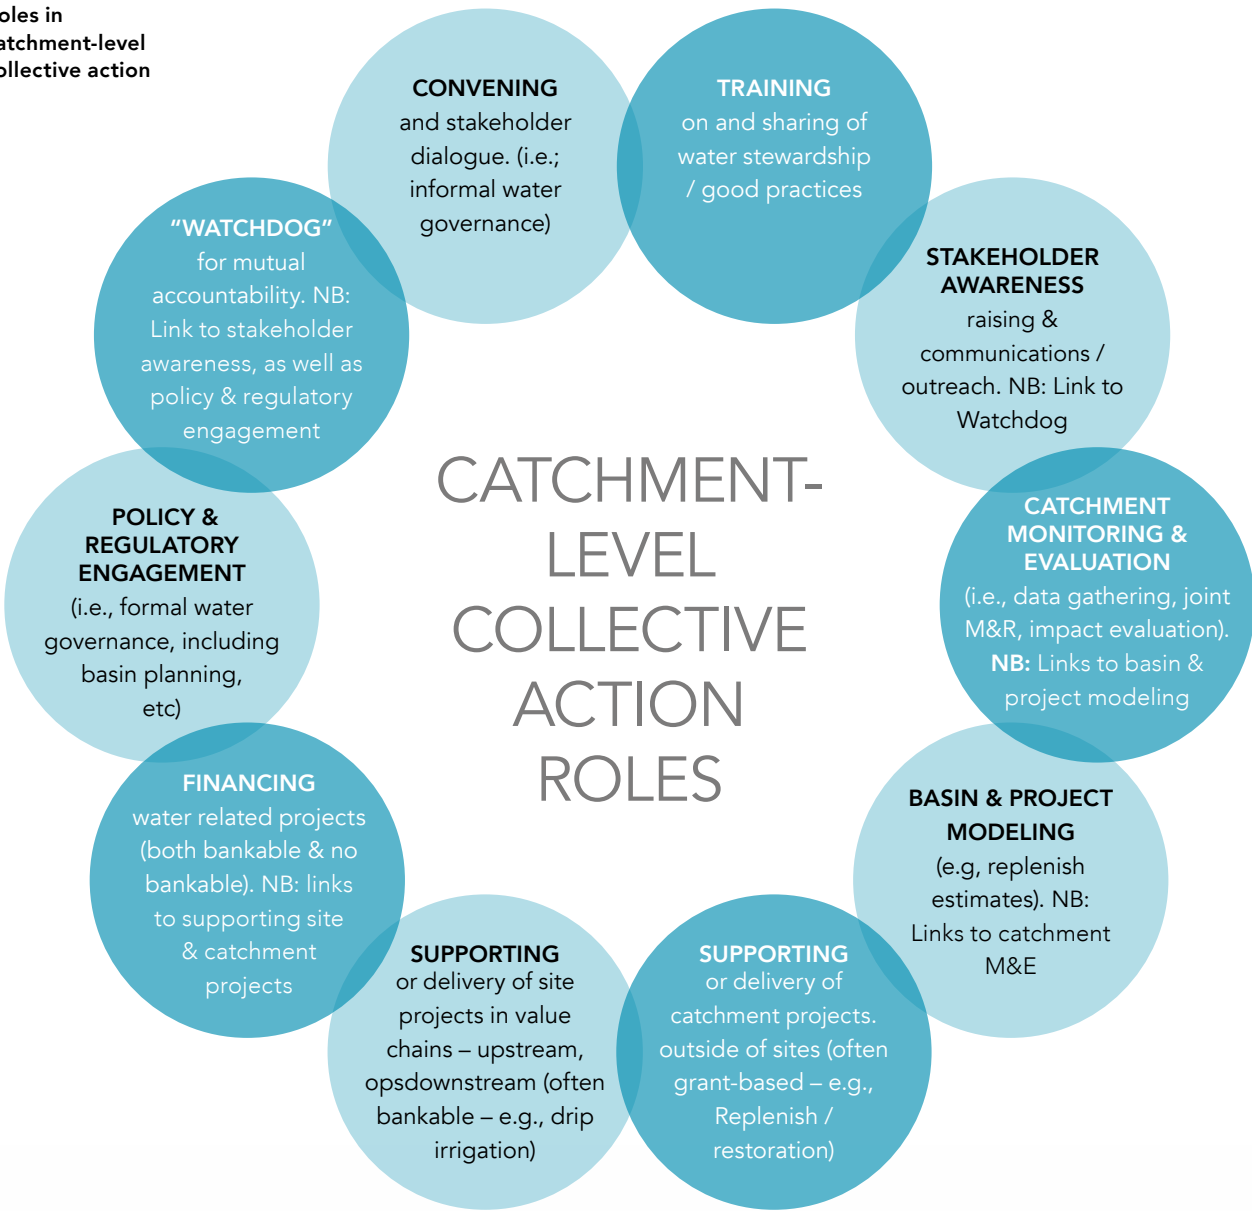 oles in
atchment-level
ollective action
CONVENING
and stakeholder
dialogue. (i.e.;
informal water
governance)
TRAINING
on and sharing of
water stewardship
/ good practices
STAKEHOLDER
AWARENESS
raising &
communications /
outreach. NB: Link to
Watchdog
CATCHMENT
MONITORING &
EVALUATION
(i.e., data gathering, joint
M&R, impact evaluation).
NB: Links to basin &
project modeling
BASIN & PROJECT
MODELING
(e.g, replenish
estimates). NB:
Links to catchment
M&E
SUPPORTING
or delivery of
catchment projects.
outside of sites (often
grant-based – e.g.,
Replenish /
restoration)
SUPPORTING
or delivery of site
projects in value
chains – upstream,
opsdownstream (often
bankable – e.g., drip
irrigation)
FINANCING
water related projects
(both bankable & no
bankable). NB: links
to supporting site
& catchment
projects
POLICY &
REGULATORY
ENGAGEMENT
(i.e., formal water
governance, including
basin planning,
etc)
“WATCHDOG”
for mutual
accountability. NB:
Link to stakeholder
awareness, as well as
policy & regulatory
engagement
CATCHMENT-
LEVEL
COLLECTIVE
ACTION
ROLES